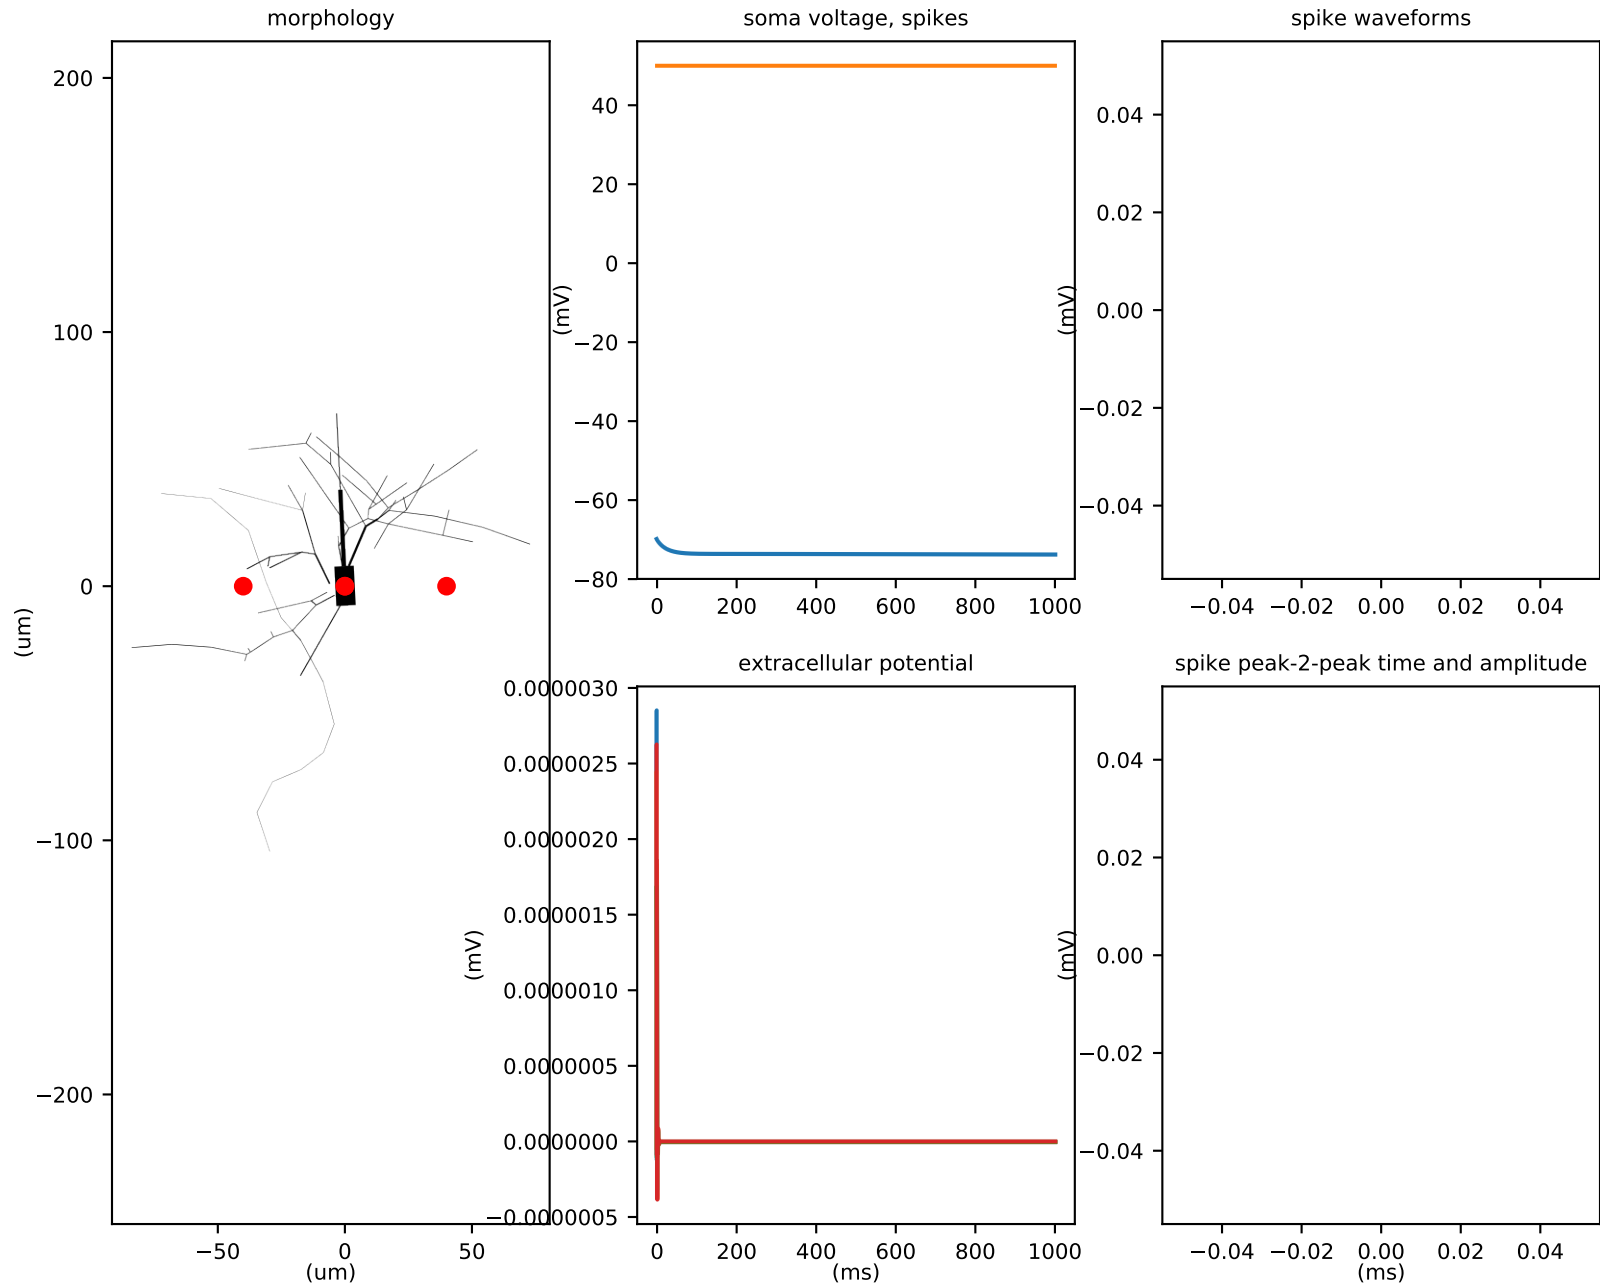 morphology
200
100
0
−100
−200
(um)
−50 0 50
(um)
soma voltage, spikes
40
20
0
−20
−40
−60
−80
(mV)
0 200 400 600 800 1000
spike waveforms
0.04
0.02
0.00
−0.02
−0.04
(mV)
−0.04 −0.02 0.00 0.02 0.04
extracellular potential
0.0000030
0.0000025
0.0000020
0.0000015
0.0000010
0.0000005
0.0000000
−0.0000005
(mV)
0 200 400 600 800 1000
(ms)
spike peak-2-peak time and amplitude
0.04
0.02
0.00
−0.02
−0.04
(mV)
−0.04 −0.02 0.00 0.02 0.04
(ms)